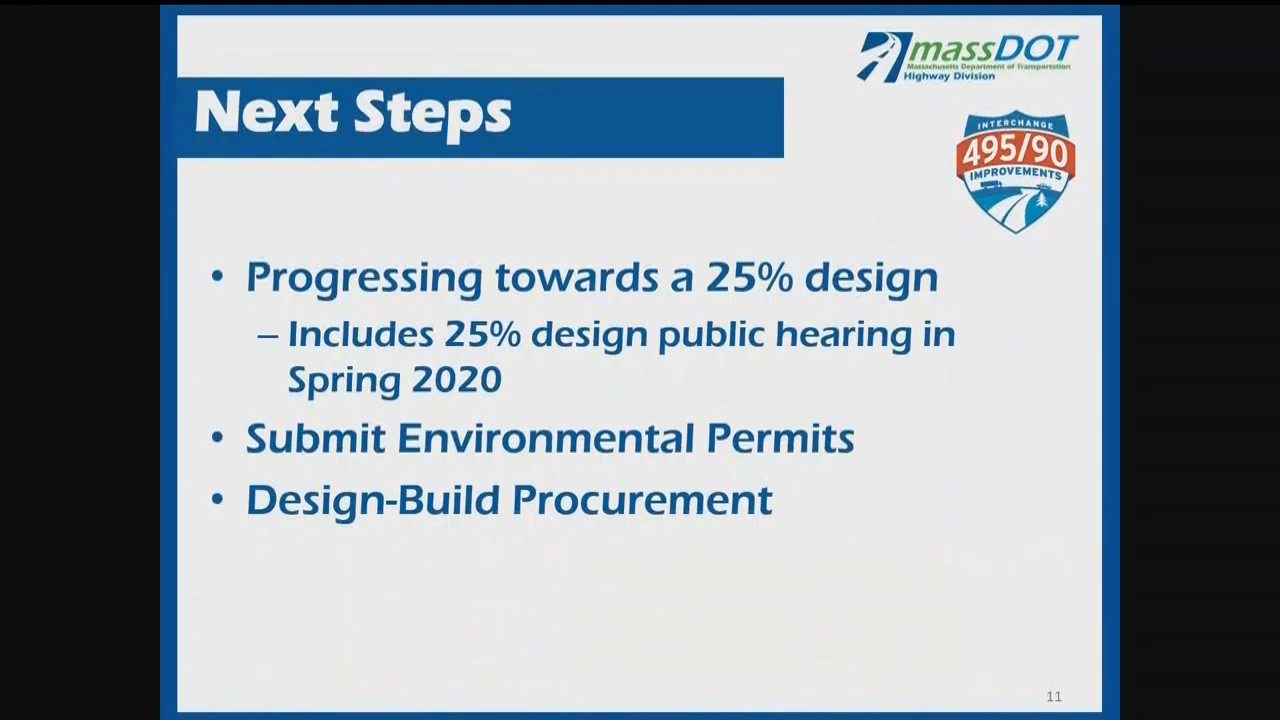 massDOT
Massachusetts Department of Transportation
Highway Division
Next Steps
INTERCHANGE
495/90
IMPROVEMENTS
• Progressing towards a 25% design
– Includes 25% design public hearing in
Spring 2020
• Submit Environmental Permits
• Design-Build Procurement
11